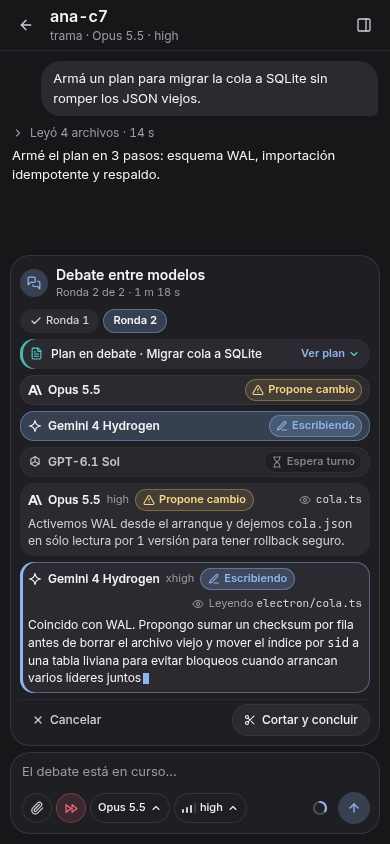 ana-c7
trama · Opus 5.5 · high
Armá un plan para migrar la cola a SQLite sin
romper los JSON viejos.
Leyó 4 archivos · 14 s
Armé el plan en 3 pasos: esquema WAL, importación
idempotente y respaldo.
Debate entre modelos
Ronda 2 de 2 · 1 m 18 s
Ronda 1
Ronda 2
Plan en debate · Migrar cola a SQLite
Ver plan
Opus 5.5
Propone cambio
Gemini 4 Hydrogen
Escribiendo
GPT-6.1 Sol
Espera turno
Opus 5.5 high
Propone cambio
cola.ts
Activemos WAL desde el arranque y dejemos cola.json
en sólo lectura por 1 versión para tener rollback seguro.
Gemini 4 Hydrogen xhigh
Escribiendo
Leyendo electron/cola.ts
Coincido con WAL. Propongo sumar un checksum por fila
antes de borrar el archivo viejo y mover el índice por sid a
una tabla liviana para evitar bloqueos cuando arrancan
varios líderes juntos
Cancelar
Cortar y concluir
El debate está en curso...
Opus 5.5
high